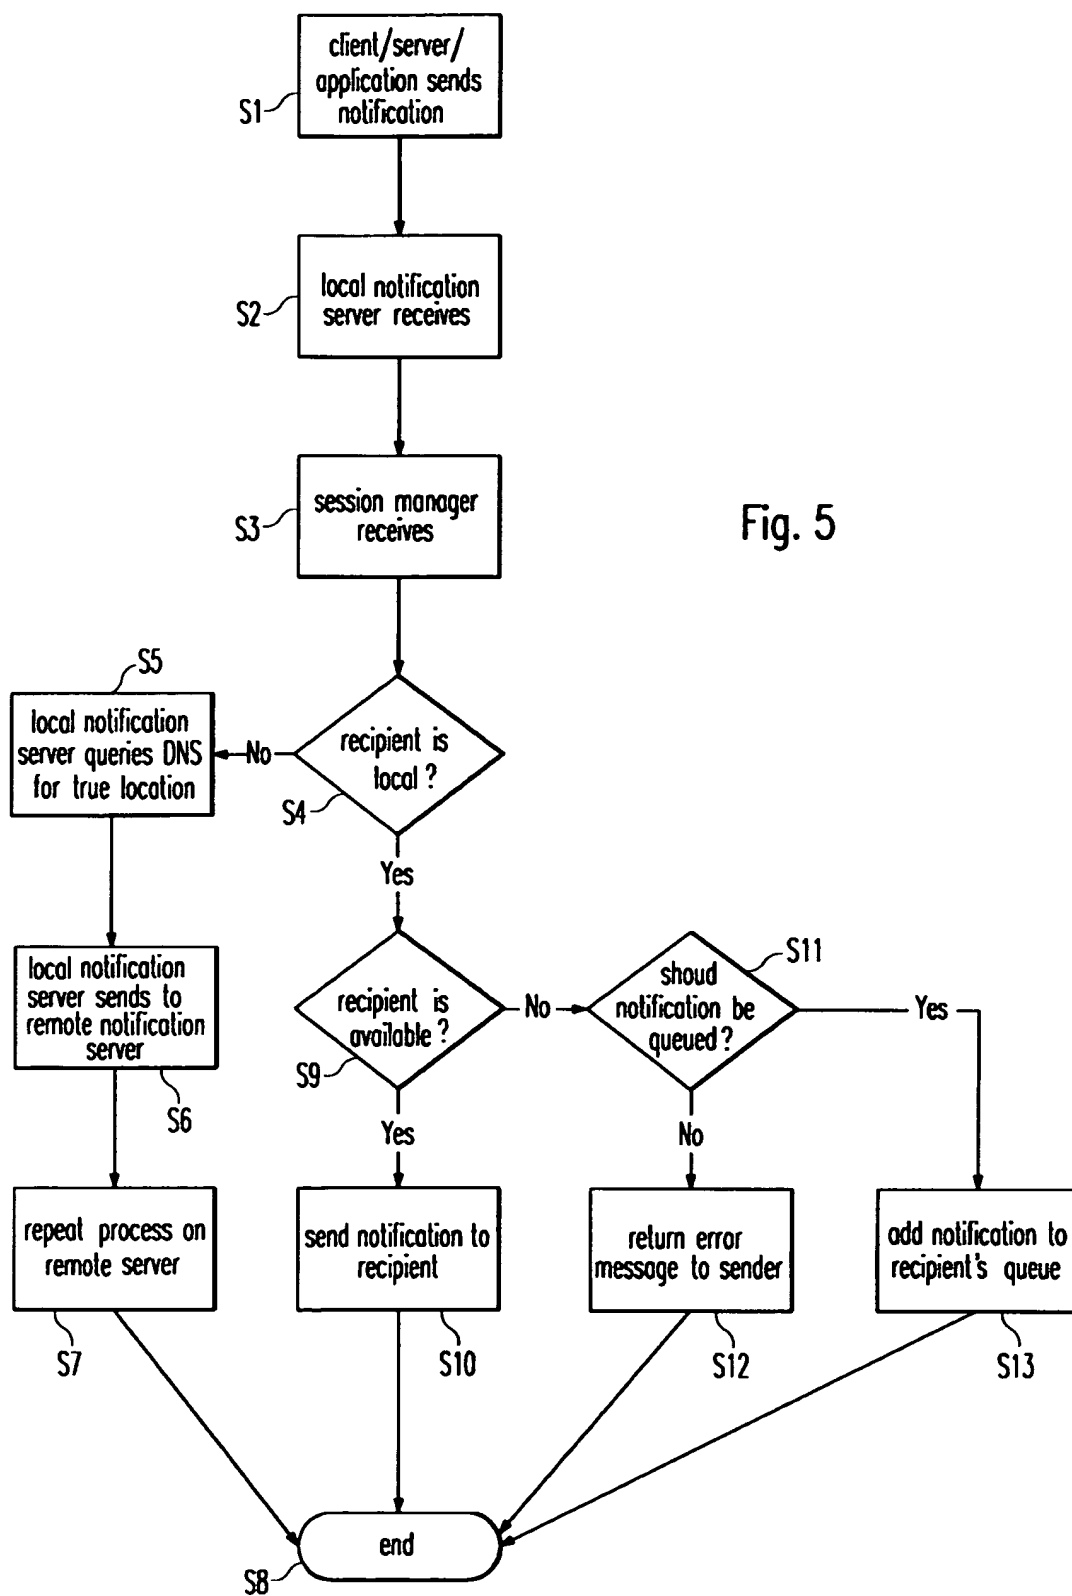 client/server/
application sends
notification
S1
local notification
server receives
S2
session manager
receives
S3
Fig. 5
S5
local notification
server queries DNS
for true location
No
recipient is
local?
S4
Yes
local notification
server sends to
remote notification
server
S6
recipient is
available?
S9
No
shoud
notification be
queued?
S11
Yes
Yes
No
repeat process on
remote server
S7
send notification to
recipient
S10
return error
message to sender
S12
add notification to
recipient's queue
S13
end
S8